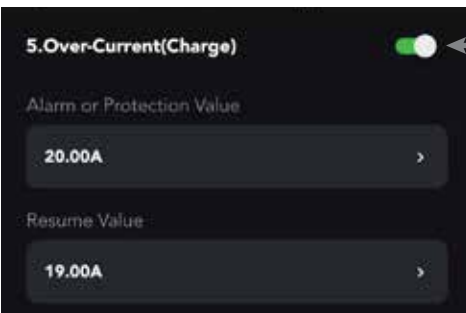 5.Over-Current(Charge)
Alarm or Protection Value
20.00A
Resume Value
19.00A